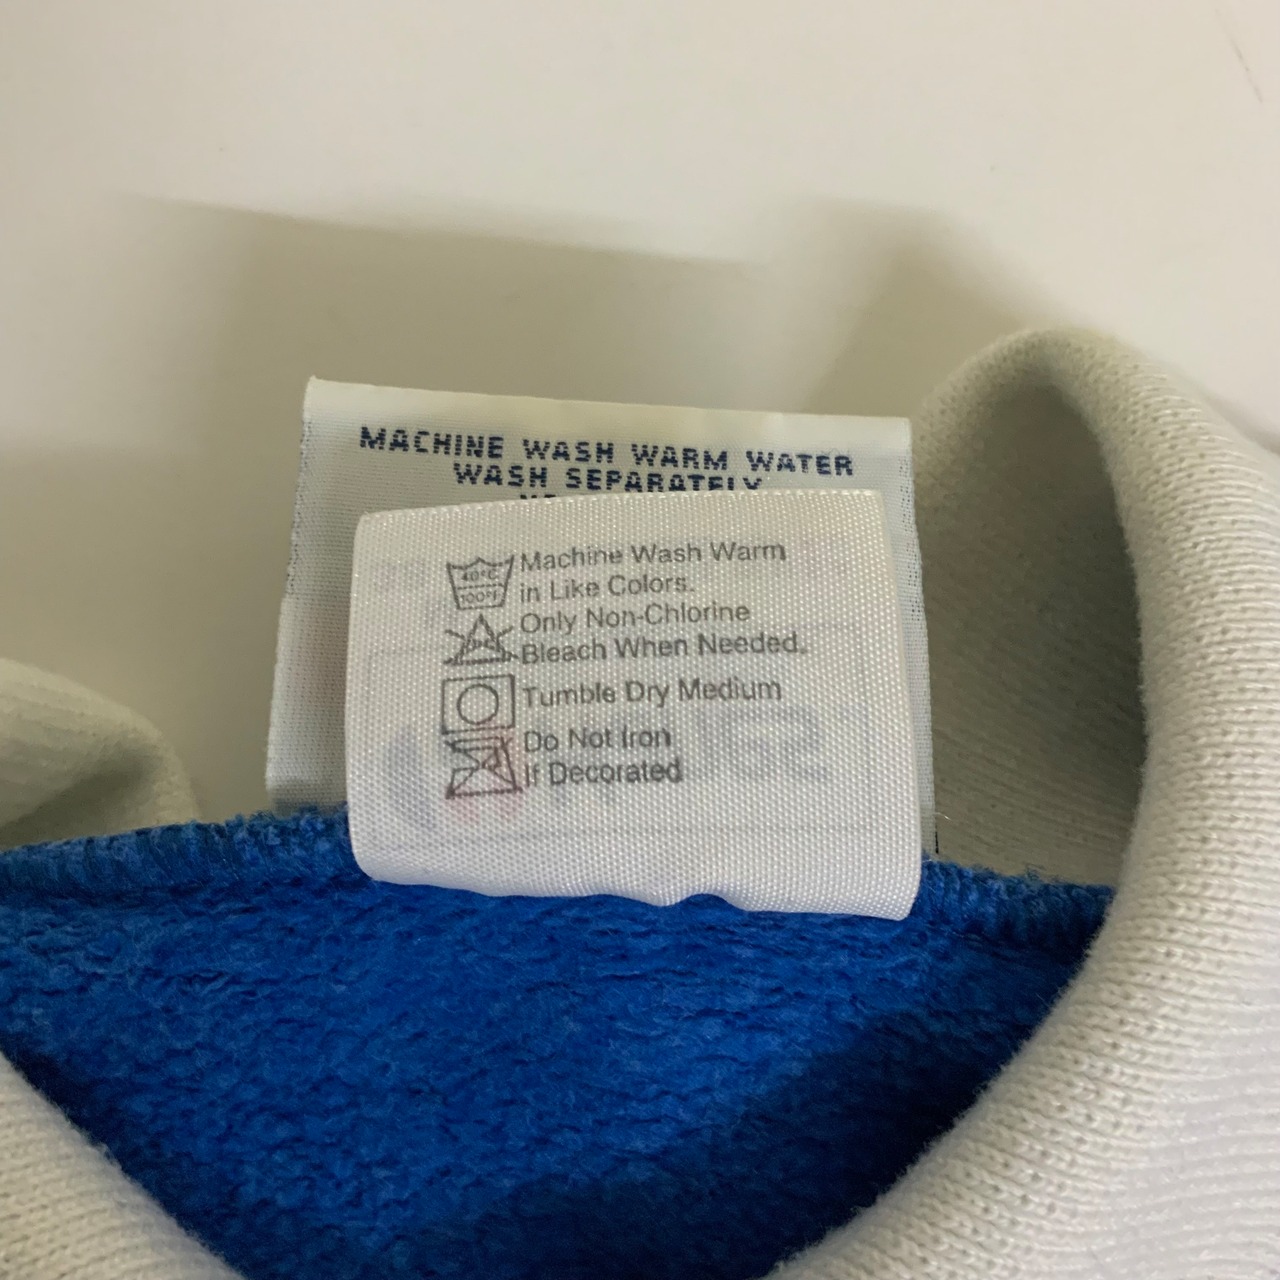 MACHINE WASH WARM WATER
WASH SEPARATELY
40°C
100°F
Machine Wash Warm
in Like Colors.
Only Non-Chlorine
Bleach When Needed.
Tumble Dry Medium
Do Not Iron
If Decorated